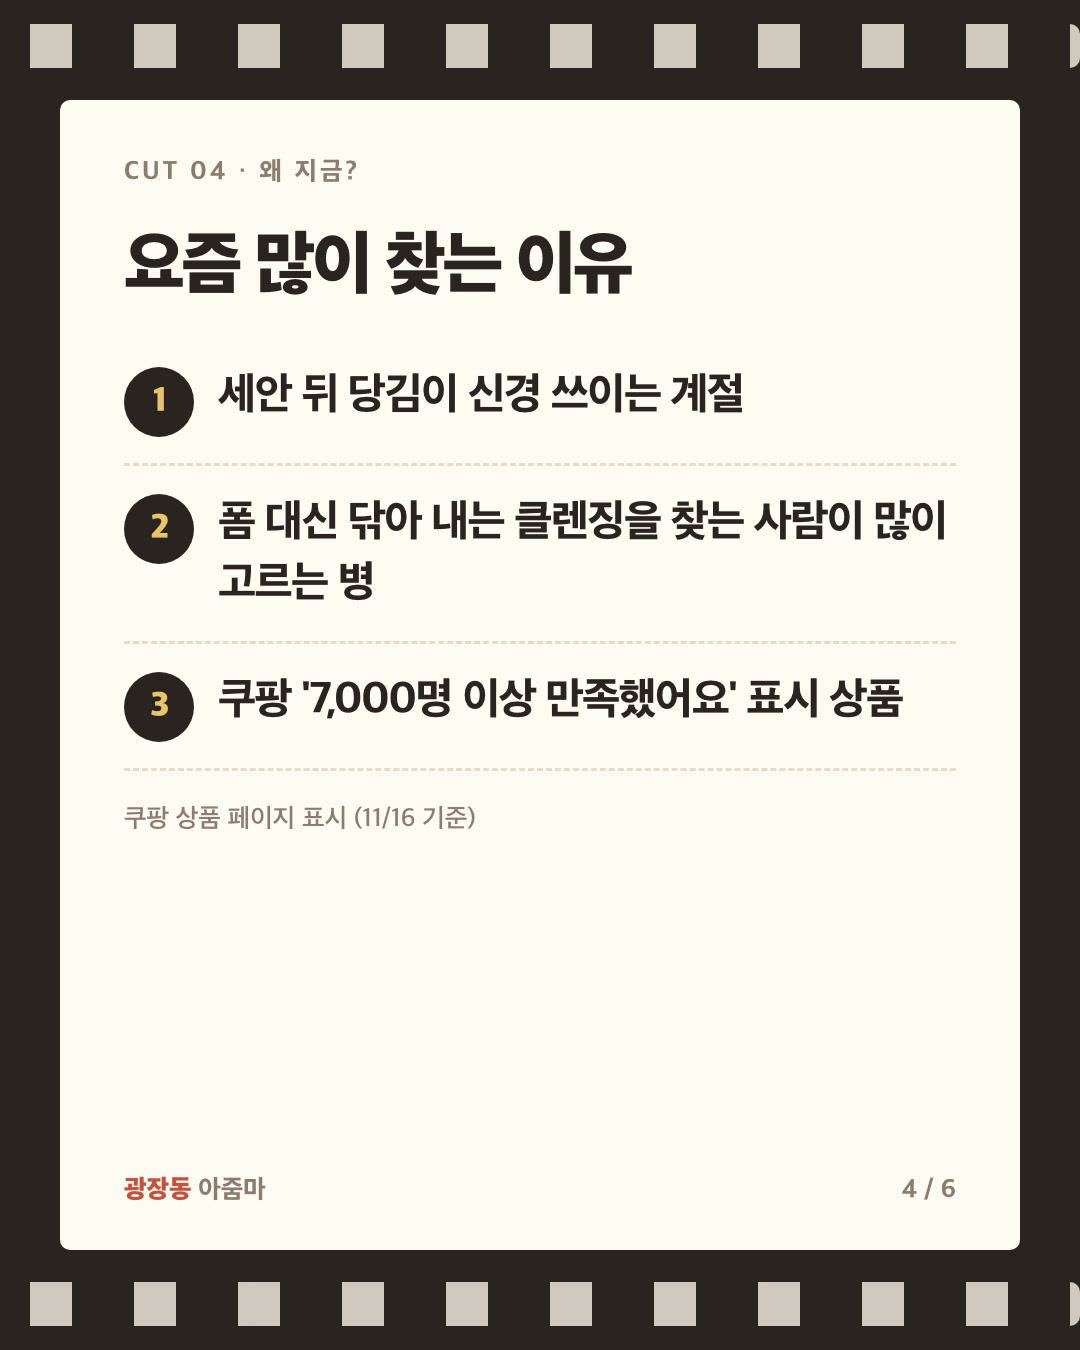 CUT 04 · 왜 지금?
요즘 많이 찾는 이유
1 세안 뒤 당김이 신경 쓰이는 계절
2 폼 대신 닦아 내는 클렌징을 찾는 사람이 많이
고르는 병
3 쿠팡 '7,000명 이상 만족했어요' 표시 상품
쿠팡 상품 페이지 표시 (11/16 기준)
광장동 아줌마 4 / 6